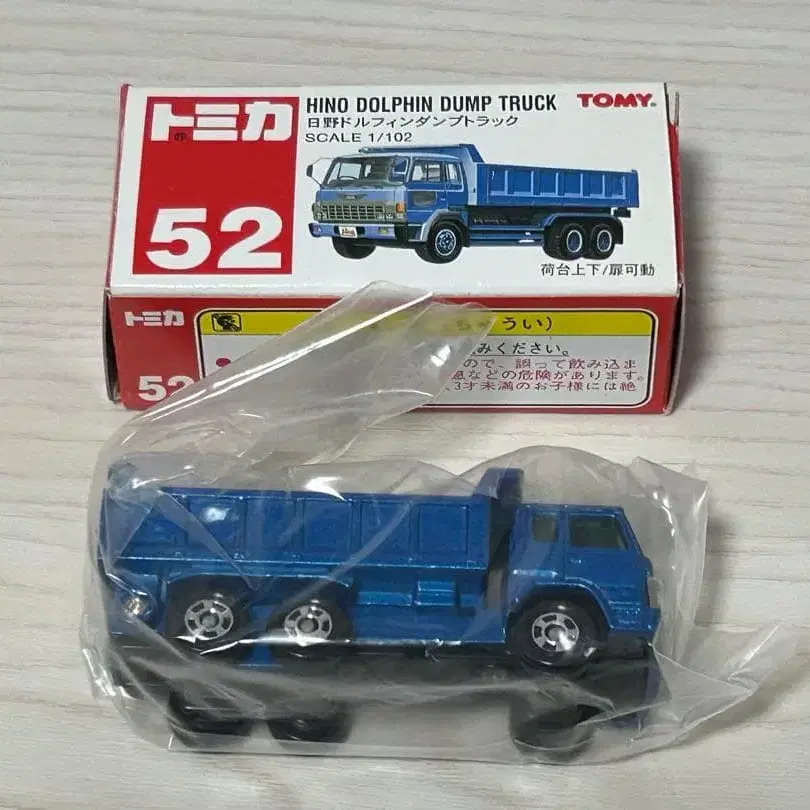 トミカ
52
HINO DOLPHIN DUMP TRUCK
日野ドルフィンダンプトラック
SCALE 1/102
TOMY
荷台上下/扉可動
トミカ
52
うい)
みください。
ので、誤って飲み込ま
などの危険があります。
3才未満のお子様には絶